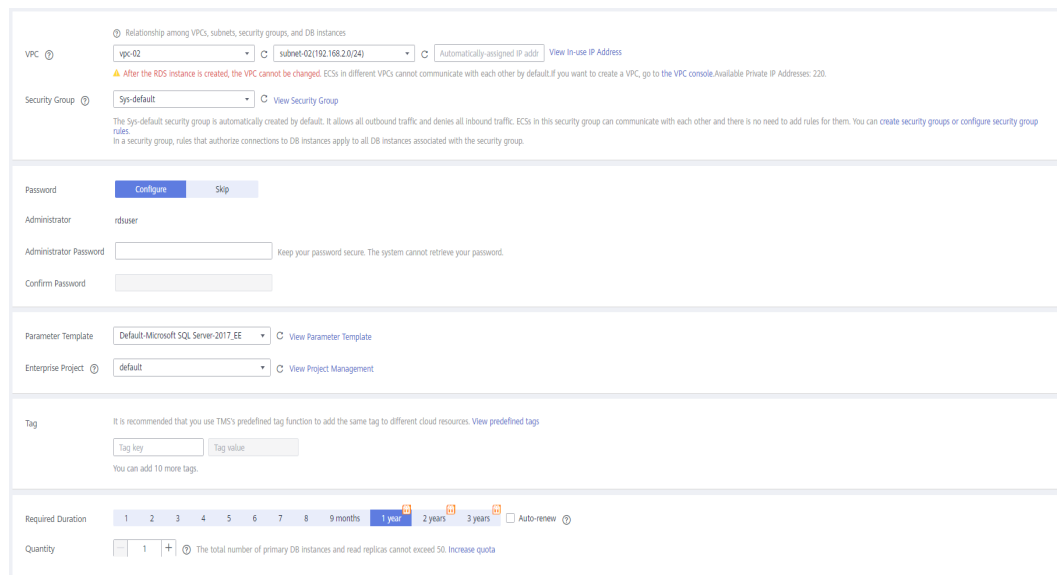 Relationship among VPCs, subnets, security groups, and DB instances
VPC vpc-02 subnet-02(192.168.2.0/24) Automatically-assigned IP addr View In-use IP Address
After the RDS instance is created, the VPC cannot be changed. ECSs in different VPCs cannot communicate with each other by default.If you want to create a VPC, go to the VPC console.Available Private IP Addresses: 220.
Security Group Sys-default View Security Group
The Sys-default security group is automatically created by default. It allows all outbound traffic and denies all inbound traffic. ECSs in this security group can communicate with each other and there is no need to add rules for them. You can create security groups or configure security group
rules.
In a security group, rules that authorize connections to DB instances apply to all DB instances associated with the security group.
Password Configure Skip
Administrator rdsuser
Administrator Password Keep your password secure. The system cannot retrieve your password.
Confirm Password
Parameter Template Default-Microsoft SQL Server-2017_EE View Parameter Template
Enterprise Project default View Project Management
Tag It is recommended that you use TMS's predefined tag function to add the same tag to different cloud resources. View predefined tags
Tag key Tag value
You can add 10 more tags.
Required Duration 1 2 3 4 5 6 7 8 9 months 1 year 2 years 3 years Auto-renew
Quantity 1 + The total number of primary DB instances and read replicas cannot exceed 50. Increase quota